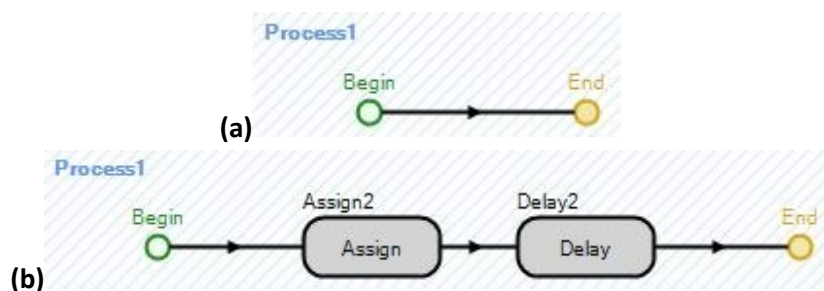 Process1
Begin End
(a)
Process1
Assign2 Delay2
Begin Assign Delay End
(b)